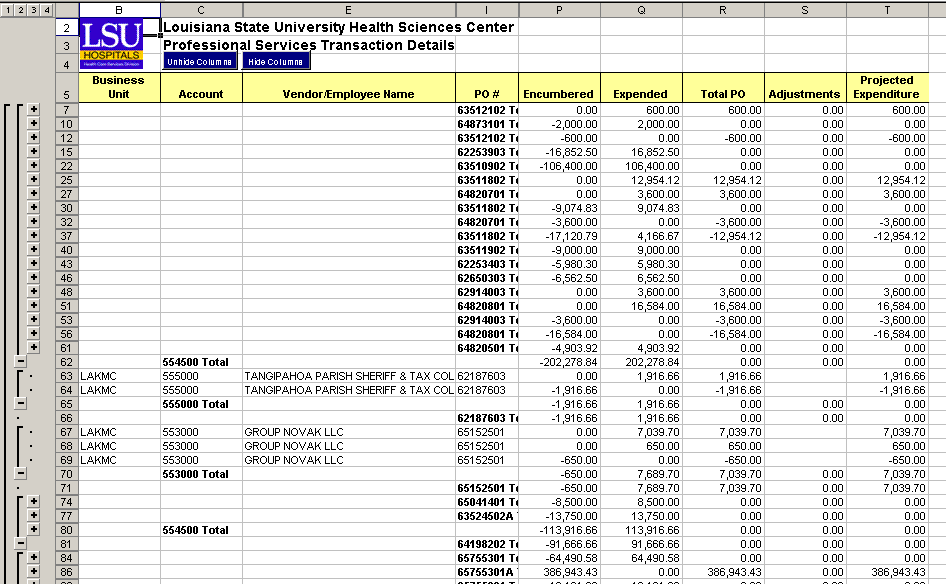 1 2 3 4 B C E I P Q R S T
2 LSU Louisiana State University Health Sciences Center
3 HOSPITALS Professional Services Transaction Details
4 Health Care Services Division Unhide Columns Hide Columns
Business Projected
5 Unit Account Vendor/Employee Name PO # Encumbered Expended Total PO Adjustments Expenditure
7 63512102 T 0.00 600.00 600.00 0.00 600.00
10 64873101 T -2,000.00 2,000.00 0.00 0.00 0.00
12 63512102 T -600.00 0.00 -600.00 0.00 -600.00
15 62253903 T -16,852.50 16,852.50 0.00 0.00 0.00
22 63510902 T -106,400.00 106,400.00 0.00 0.00 0.00
25 63511802 T 0.00 12,954.12 12,954.12 0.00 12,954.12
27 64820701 T 0.00 3,600.00 3,600.00 0.00 3,600.00
30 63511802 T -9,074.83 9,074.83 0.00 0.00 0.00
32 64820701 T -3,600.00 0.00 -3,600.00 0.00 -3,600.00
37 63511802 T -17,120.79 4,166.67 -12,954.12 0.00 -12,954.12
40 63511902 T -9,000.00 9,000.00 0.00 0.00 0.00
43 62253403 T -5,980.30 5,980.30 0.00 0.00 0.00
46 62650303 T -6,562.50 6,562.50 0.00 0.00 0.00
48 62914003 T 0.00 3,600.00 3,600.00 0.00 3,600.00
51 64820801 T 0.00 16,584.00 16,584.00 0.00 16,584.00
53 62914003 T -3,600.00 0.00 -3,600.00 0.00 -3,600.00
56 64820801 T -16,584.00 0.00 -16,584.00 0.00 -16,584.00
61 64820501 T -4,903.92 4,903.92 0.00 0.00 0.00
62 554500 Total -202,278.84 202,278.84 0.00 0.00 0.00
63 LAKMC 555000 TANGIPAHOA PARISH SHERIFF & TAX COL 62187603 0.00 1,916.66 1,916.66 1,916.66
64 LAKMC 555000 TANGIPAHOA PARISH SHERIFF & TAX COL 62187603 -1,916.66 0.00 -1,916.66 -1,916.66
65 555000 Total -1,916.66 1,916.66 0.00 0.00 0.00
66 62187603 T -1,916.66 1,916.66 0.00 0.00 0.00
67 LAKMC 553000 GROUP NOVAK LLC 65152501 0.00 7,039.70 7,039.70 7,039.70
68 LAKMC 553000 GROUP NOVAK LLC 65152501 0.00 650.00 650.00 650.00
69 LAKMC 553000 GROUP NOVAK LLC 65152501 -650.00 0.00 -650.00 -650.00
70 553000 Total -650.00 7,689.70 7,039.70 0.00 7,039.70
71 65152501 T -650.00 7,689.70 7,039.70 0.00 7,039.70
74 65041401 T -8,500.00 8,500.00 0.00 0.00 0.00
77 63524502A -13,750.00 13,750.00 0.00 0.00 0.00
80 554500 Total -113,916.66 113,916.66 0.00 0.00 0.00
81 64198202 T -91,666.66 91,666.66 0.00 0.00 0.00
84 65755301 T -64,490.58 64,490.58 0.00 0.00 0.00
86 65755301A 386,943.43 0.00 386,943.43 0.00 386,943.43